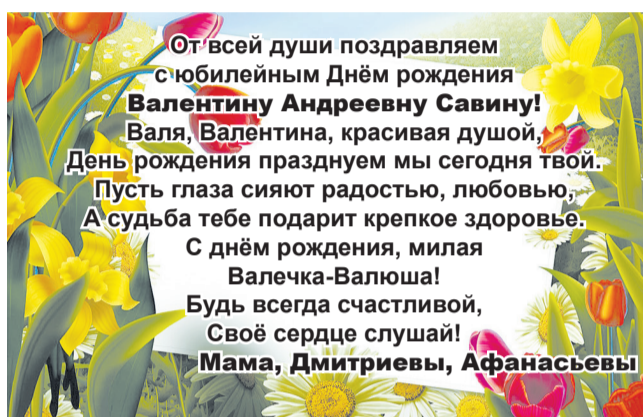 От всей души поздравляем
с юбилейным Днём рождения
Валентину Андреевну Савину!
Валя, Валентина, красивая душой,
День рождения празднуем мы сегодня твой.
Пусть глаза сияют радостью, любовью,
А судьба тебе подарит крепкое здоровье.
С днём рождения, милая
Валечка-Валюша!
Будь всегда счастливой,
Своё сердце слушай!
Мама, Дмитриевы, Афанасьевы